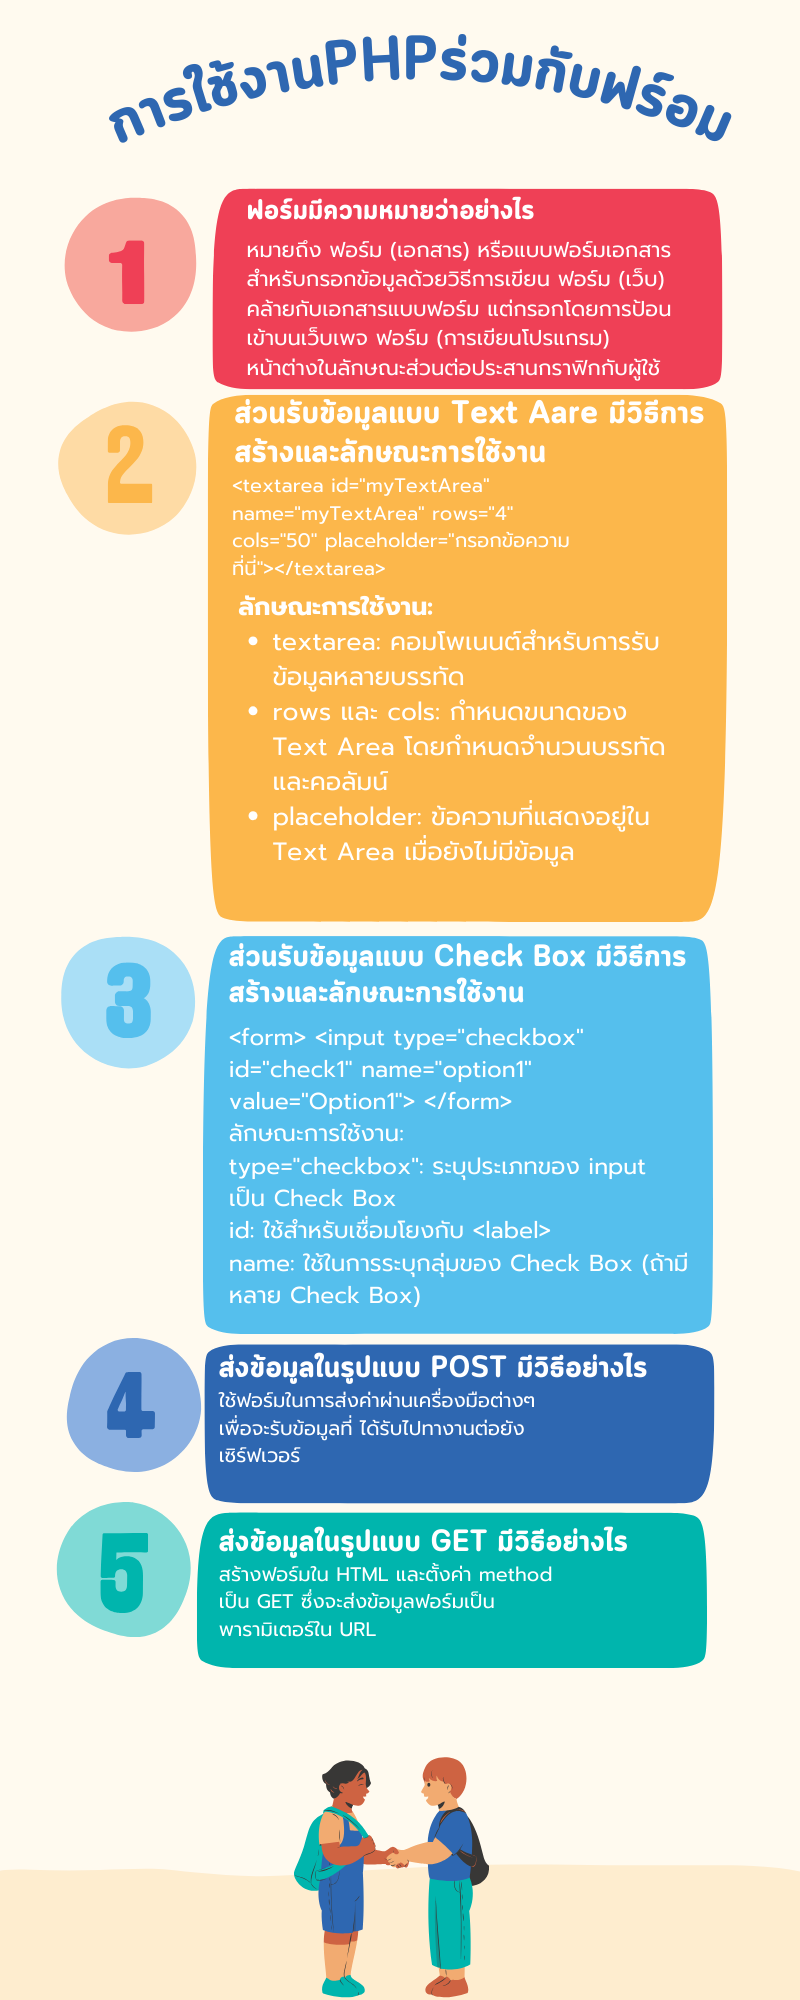 การใช้งานPHPร่วมกับฟร์อม
1
ฟอร์มมีความหมายว่าอย่างไร
หมายถึง ฟอร์ม (เอกสาร) หรือแบบฟอร์มเอกสาร
สำหรับกรอกข้อมูลด้วยวิธีการเขียน ฟอร์ม (เว็บ)
คล้ายกับเอกสารแบบฟอร์ม แต่กรอกโดยการป้อน
เข้าบนเว็บเพจ ฟอร์ม (การเขียนโปรแกรม)
หน้าต่างในลักษณะส่วนต่อประสานกราฟิกกับผู้ใช้
2
ส่วนรับข้อมูลแบบ Text Aare มีวิธีการ
สร้างและลักษณะการใช้งาน
<textarea id="myTextArea"
name="myTextArea" rows="4"
cols="50" placeholder="กรอกข้อความ
ที่นี่"></textarea>
ลักษณะการใช้งาน:
• textarea: คอมโพเนนต์สำหรับการรับ
ข้อมูลหลายบรรทัด
• rows และ cols: กำหนดขนาดของ
Text Area โดยกำหนดจำนวนบรรทัด
และคอลัมน์
• placeholder: ข้อความที่แสดงอยู่ใน
Text Area เมื่อยังไม่มีข้อมูล
3
ส่วนรับข้อมูลแบบ Check Box มีวิธีการ
สร้างและลักษณะการใช้งาน
<form> <input type="checkbox"
id="check1" name="option1"
value="Option1"> </form>
ลักษณะการใช้งาน:
type="checkbox": ระบุประเภทของ input
เป็น Check Box
id: ใช้สำหรับเชื่อมโยงกับ <label>
name: ใช้ในการระบุกลุ่มของ Check Box (ถ้ามี
หลาย Check Box)
4
ส่งข้อมูลในรูปแบบ POST มีวิธีอย่างไร
ใช้ฟอร์มในการส่งค่าผ่านเครื่องมือต่างๆ
เพื่อจะรับข้อมูลที่ ได้รับไปทางานต่อยัง
เซิร์ฟเวอร์
5
ส่งข้อมูลในรูปแบบ GET มีวิธีอย่างไร
สร้างฟอร์มใน HTML และตั้งค่า method
เป็น GET ซึ่งจะส่งข้อมูลฟอร์มเป็น
พารามิเตอร์ใน URL